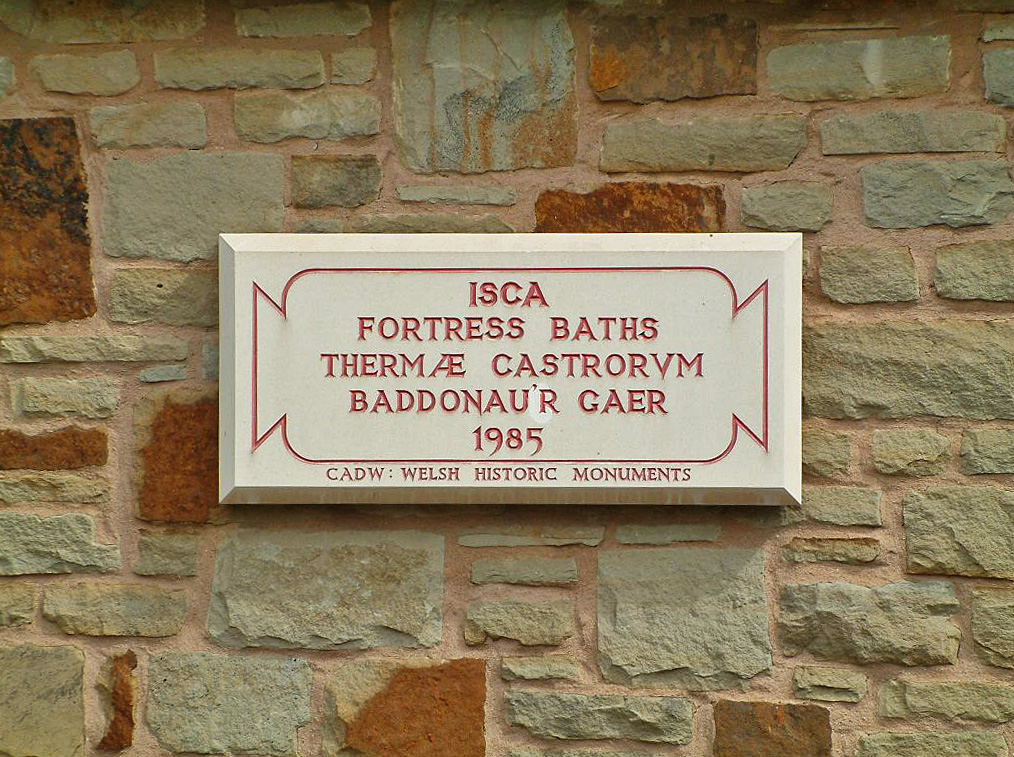 ISCA
FORTRESS BATHS
THERMÆ CASTRORVM
BADDONAU'R GAER
1985
CADW: WELSH HISTORIC MONUMENTS